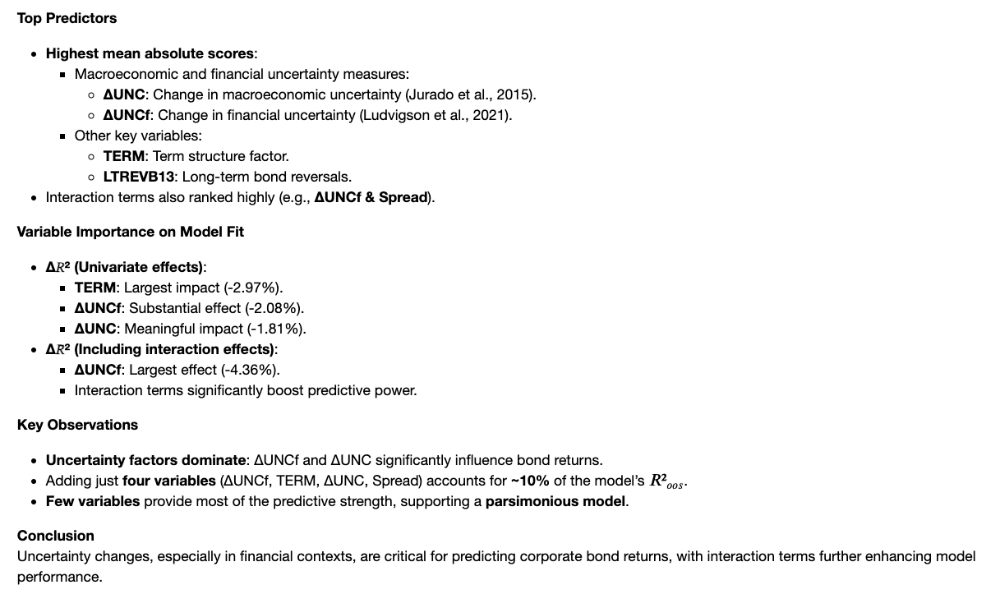 Top Predictors
• Highest mean absolute scores:
▪ Macroeconomic and financial uncertainty measures:
◦ ΔUNC: Change in macroeconomic uncertainty (Jurado et al., 2015).
◦ ΔUNCf: Change in financial uncertainty (Ludvigson et al., 2021).
▪ Other key variables:
◦ TERM: Term structure factor.
◦ LTREVB13: Long-term bond reversals.
• Interaction terms also ranked highly (e.g., ΔUNCf & Spread).
Variable Importance on Model Fit
• ΔR² (Univariate effects):
▪ TERM: Largest impact (-2.97%).
▪ ΔUNCf: Substantial effect (-2.08%).
▪ ΔUNC: Meaningful impact (-1.81%).
• ΔR² (Including interaction effects):
▪ ΔUNCf: Largest effect (-4.36%).
▪ Interaction terms significantly boost predictive power.
Key Observations
• Uncertainty factors dominate: ΔUNCf and ΔUNC significantly influence bond returns.
• Adding just four variables (ΔUNCf, TERM, ΔUNC, Spread) accounts for ~10% of the model's R²oos.
• Few variables provide most of the predictive strength, supporting a parsimonious model.
Conclusion
Uncertainty changes, especially in financial contexts, are critical for predicting corporate bond returns, with interaction terms further enhancing model
performance.